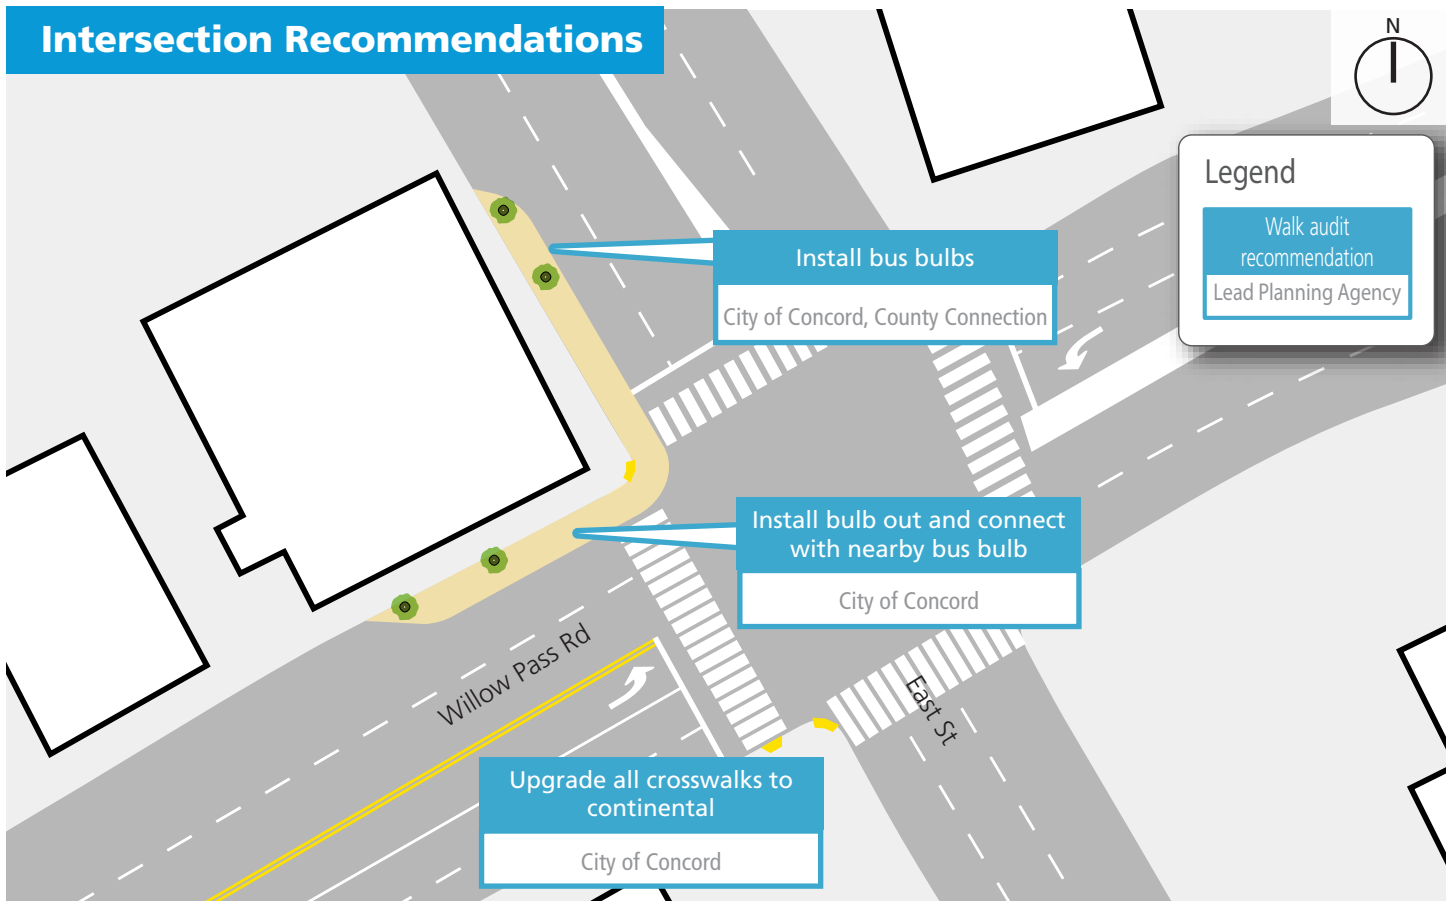 Intersection Recommendations
N
Legend
Walk audit
recommendation
Lead Planning Agency
Install bus bulbs
City of Concord, County Connection
Install bulb out and connect
with nearby bus bulb
City of Concord
Willow Pass Rd
East St
Upgrade all crosswalks to
continental
City of Concord